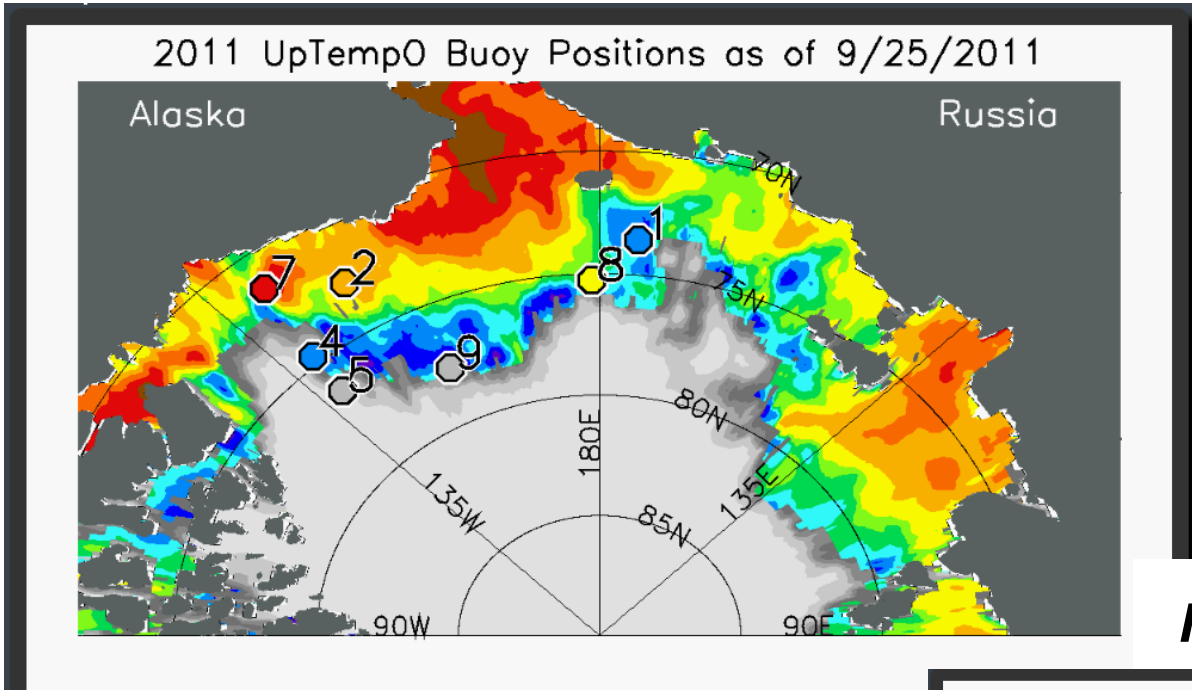 2011 UpTempO Buoy Positions as of 9/25/2011
Alaska
Russia
70N
1
7
2
8
75N
4
9
5
80N
180E
135W
135E
85N
90W
90E